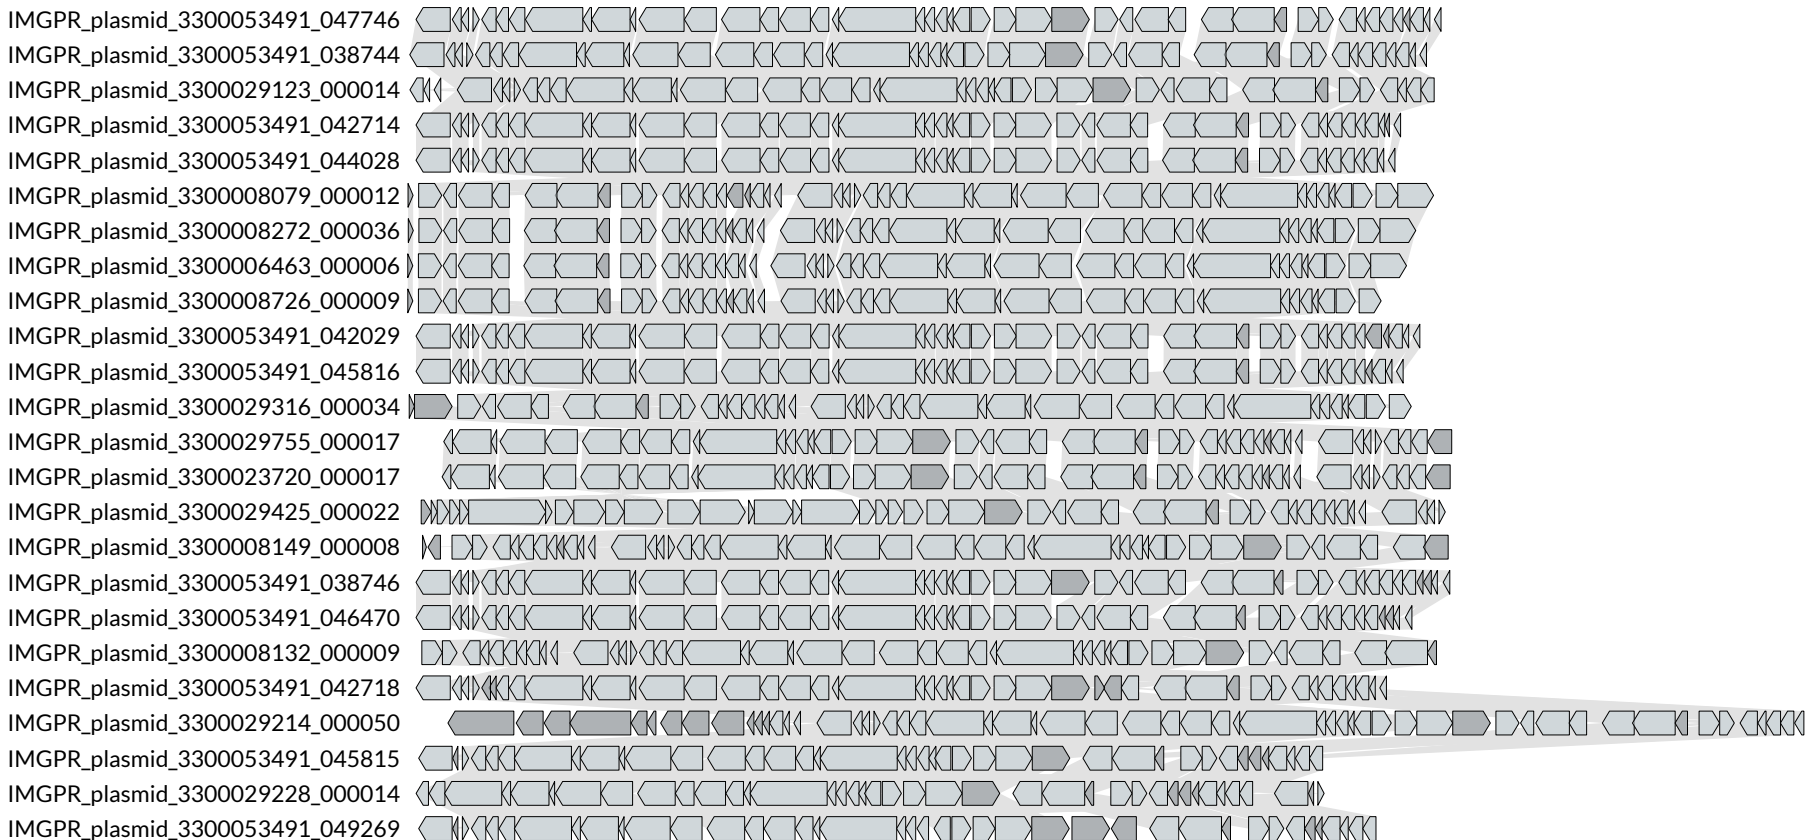 IMGPR_plasmid_3300053491_047746
IMGPR_plasmid_3300053491_038744
IMGPR_plasmid_3300029123_000014
IMGPR_plasmid_3300053491_042714
IMGPR_plasmid_3300053491_044028
IMGPR_plasmid_3300008079_000012
IMGPR_plasmid_3300008272_000036
IMGPR_plasmid_3300006463_000006
IMGPR_plasmid_3300008726_000009
IMGPR_plasmid_3300053491_042029
IMGPR_plasmid_3300053491_045816
IMGPR_plasmid_3300029316_000034
IMGPR_plasmid_3300029755_000017
IMGPR_plasmid_3300023720_000017
IMGPR_plasmid_3300029425_000022
IMGPR_plasmid_3300008149_000008
IMGPR_plasmid_3300053491_038746
IMGPR_plasmid_3300053491_046470
IMGPR_plasmid_3300008132_000009
IMGPR_plasmid_3300053491_042718
IMGPR_plasmid_3300029214_000050
IMGPR_plasmid_3300053491_045815
IMGPR_plasmid_3300029228_000014
IMGPR_plasmid_3300053491_049269